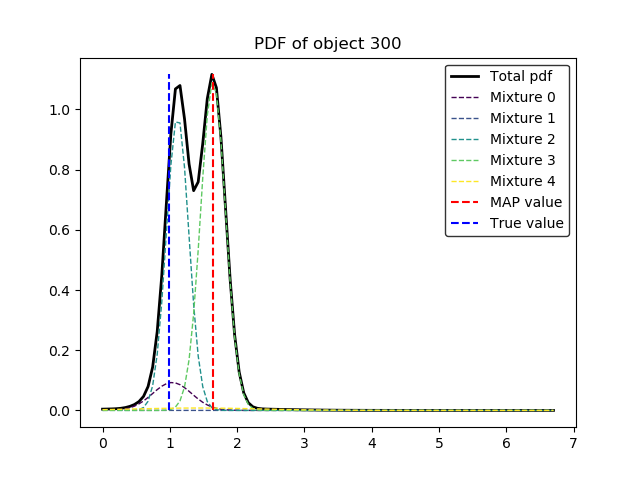 PDF of object 300
Total pdf
Mixture 0
Mixture 1
Mixture 2
Mixture 3
Mixture 4
MAP value
True value
1.0
0.8
0.6
0.4
0.2
0.0
0 1 2 3 4 5 6 7